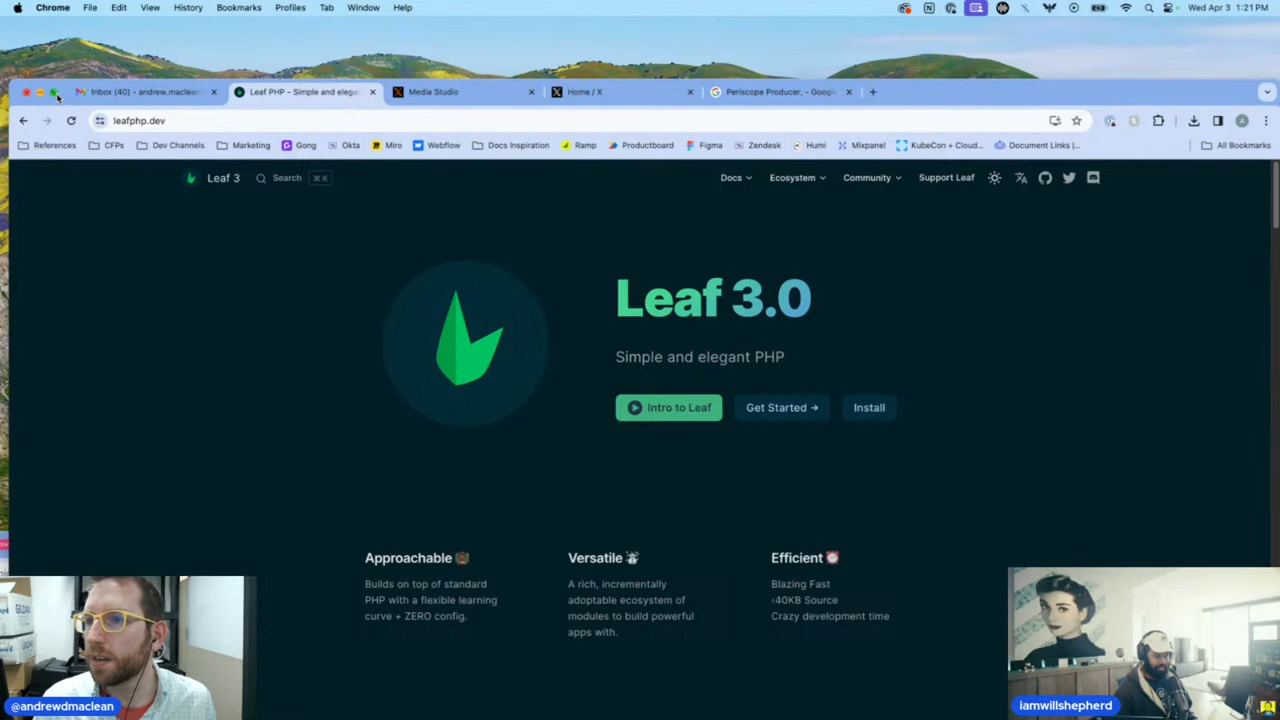 Chrome File Edit View History Bookmarks Profiles Tab Window Help
Wed Apr 3 1:21 PM
Inbox (40) - andrew.maclean
Leaf PHP - Simple and elega
Media Studio
Home / X
Periscope Producer, - Google
leafphp.dev
References CFPs Dev Channels Marketing Gong Okta Miro Webflow Docs Inspiration Ramp Productboard Figma Zendesk Humi Mixpanel KubeCon + Cloud... Document Links |... All Bookmarks
Leaf 3 Search ⌘ K Docs Ecosystem Community Support Leaf
Leaf 3.0
Simple and elegant PHP
Intro to Leaf Get Started → Install
Approachable
Builds on top of standard
PHP with a flexible learning
curve + ZERO config.
Versatile
A rich, incrementally
adoptable ecosystem of
modules to build powerful
apps with.
Efficient
Blazing Fast
<40KB Source
Crazy development time
@andrewdmaclean
iamwillshepherd